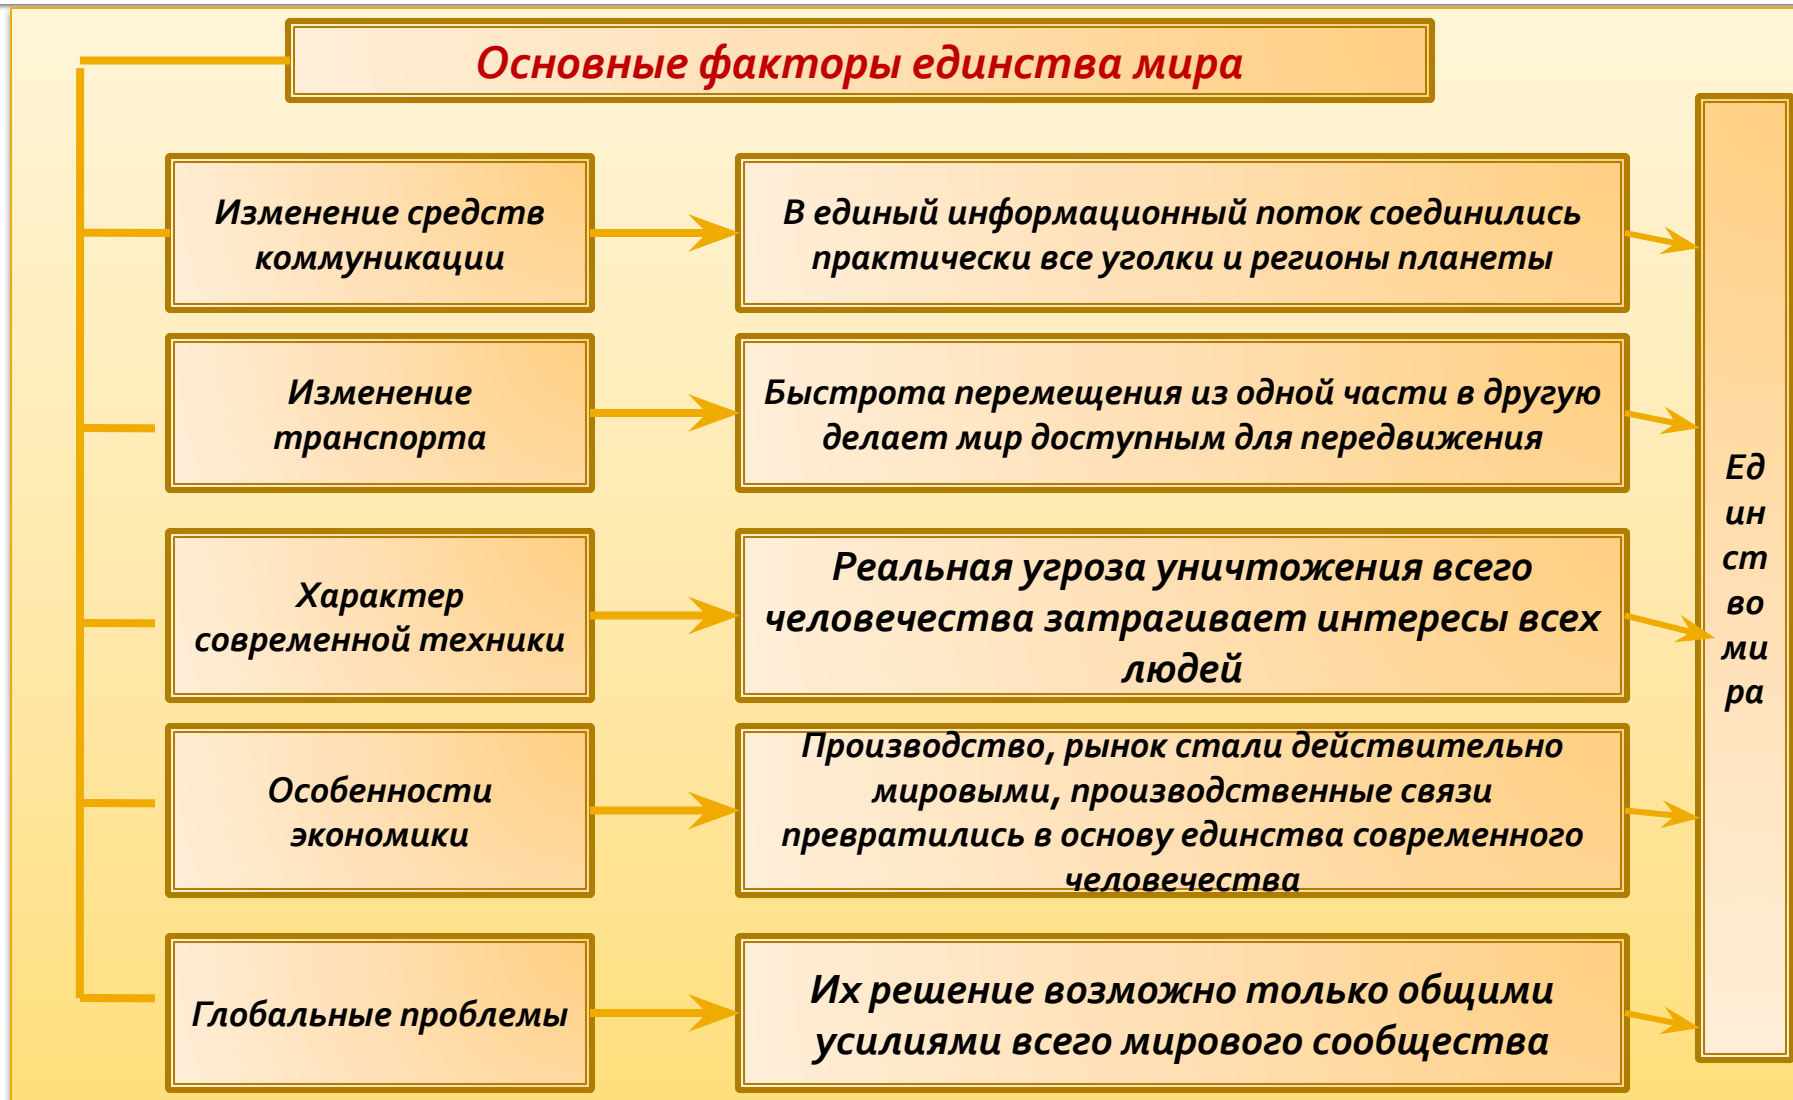 Основные факторы единства мира
Изменение средств
коммуникации
В единый информационный поток соединились
практически все уголки и регионы планеты
Изменение
транспорта
Быстрота перемещения из одной части в другую
делает мир доступным для передвижения
Характер
современной техники
Реальная угроза уничтожения всего
человечества затрагивает интересы всех
людей
Особенности
экономики
Производство, рынок стали действительно
мировыми, производственные связи
превратились в основу единства современного
человечества
Глобальные проблемы
Их решение возможно только общими
усилиями всего мирового сообщества
Ед
ин
ст
во
ми
ра